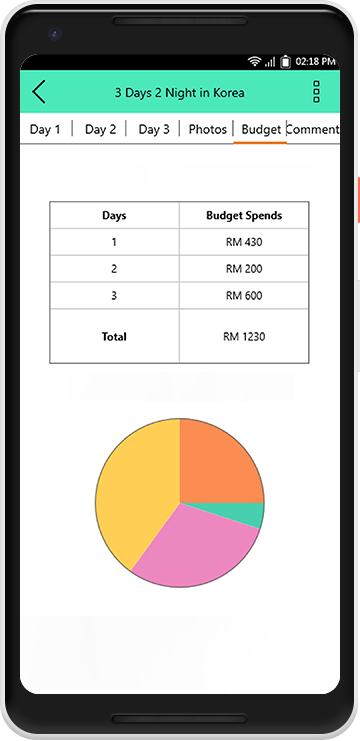 02:18 PM
3 Days 2 Night in Korea
Day 1 Day 2 Day 3 Photos Budget Comment
Days Budget Spends
1 RM 430
2 RM 200
3 RM 600
Total RM 1230